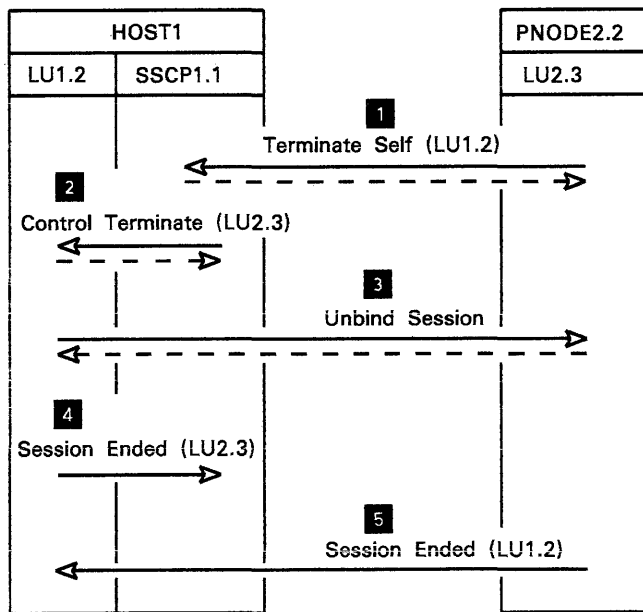 HOST1
PNODE2.2
LU1.2
SSCP1.1
LU2.3
1
Terminate Self (LU1.2)
2
Control Terminate (LU2.3)
3
Unbind Session
4
Session Ended (LU2.3)
5
Session Ended (LU1.2)